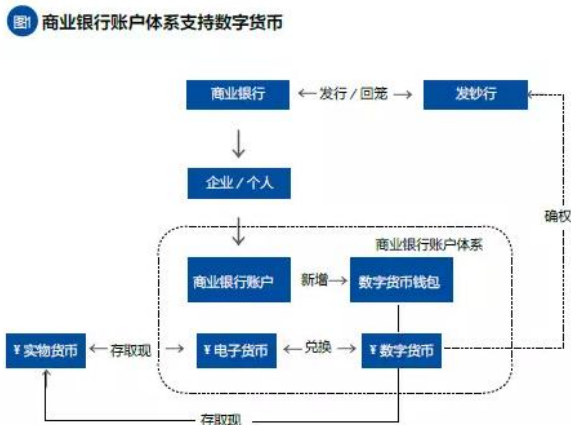 图1 商业银行账户体系支持数字货币
商业银行 ←发行/回笼→ 发钞行
企业/个人
确权
商业银行账户体系
商业银行账户 新增→ 数字货币钱包
¥实物货币 ←存取现→ ¥电子货币 ←兑换→ ¥数字货币
存取现